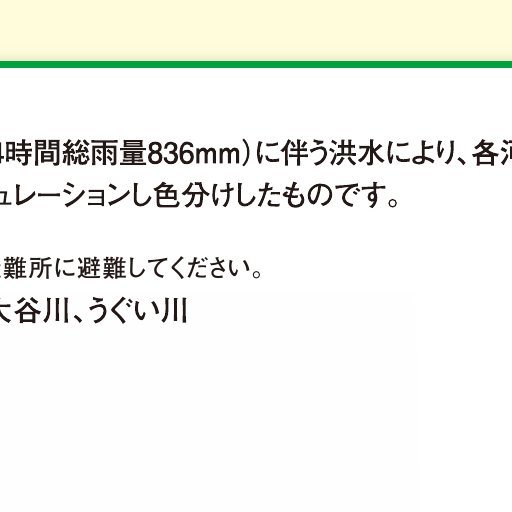 時間総雨量836mm）に伴う洪水により、各
ュレーションし色分けしたものです。
難所に避難してください。
大谷川、うぐい川